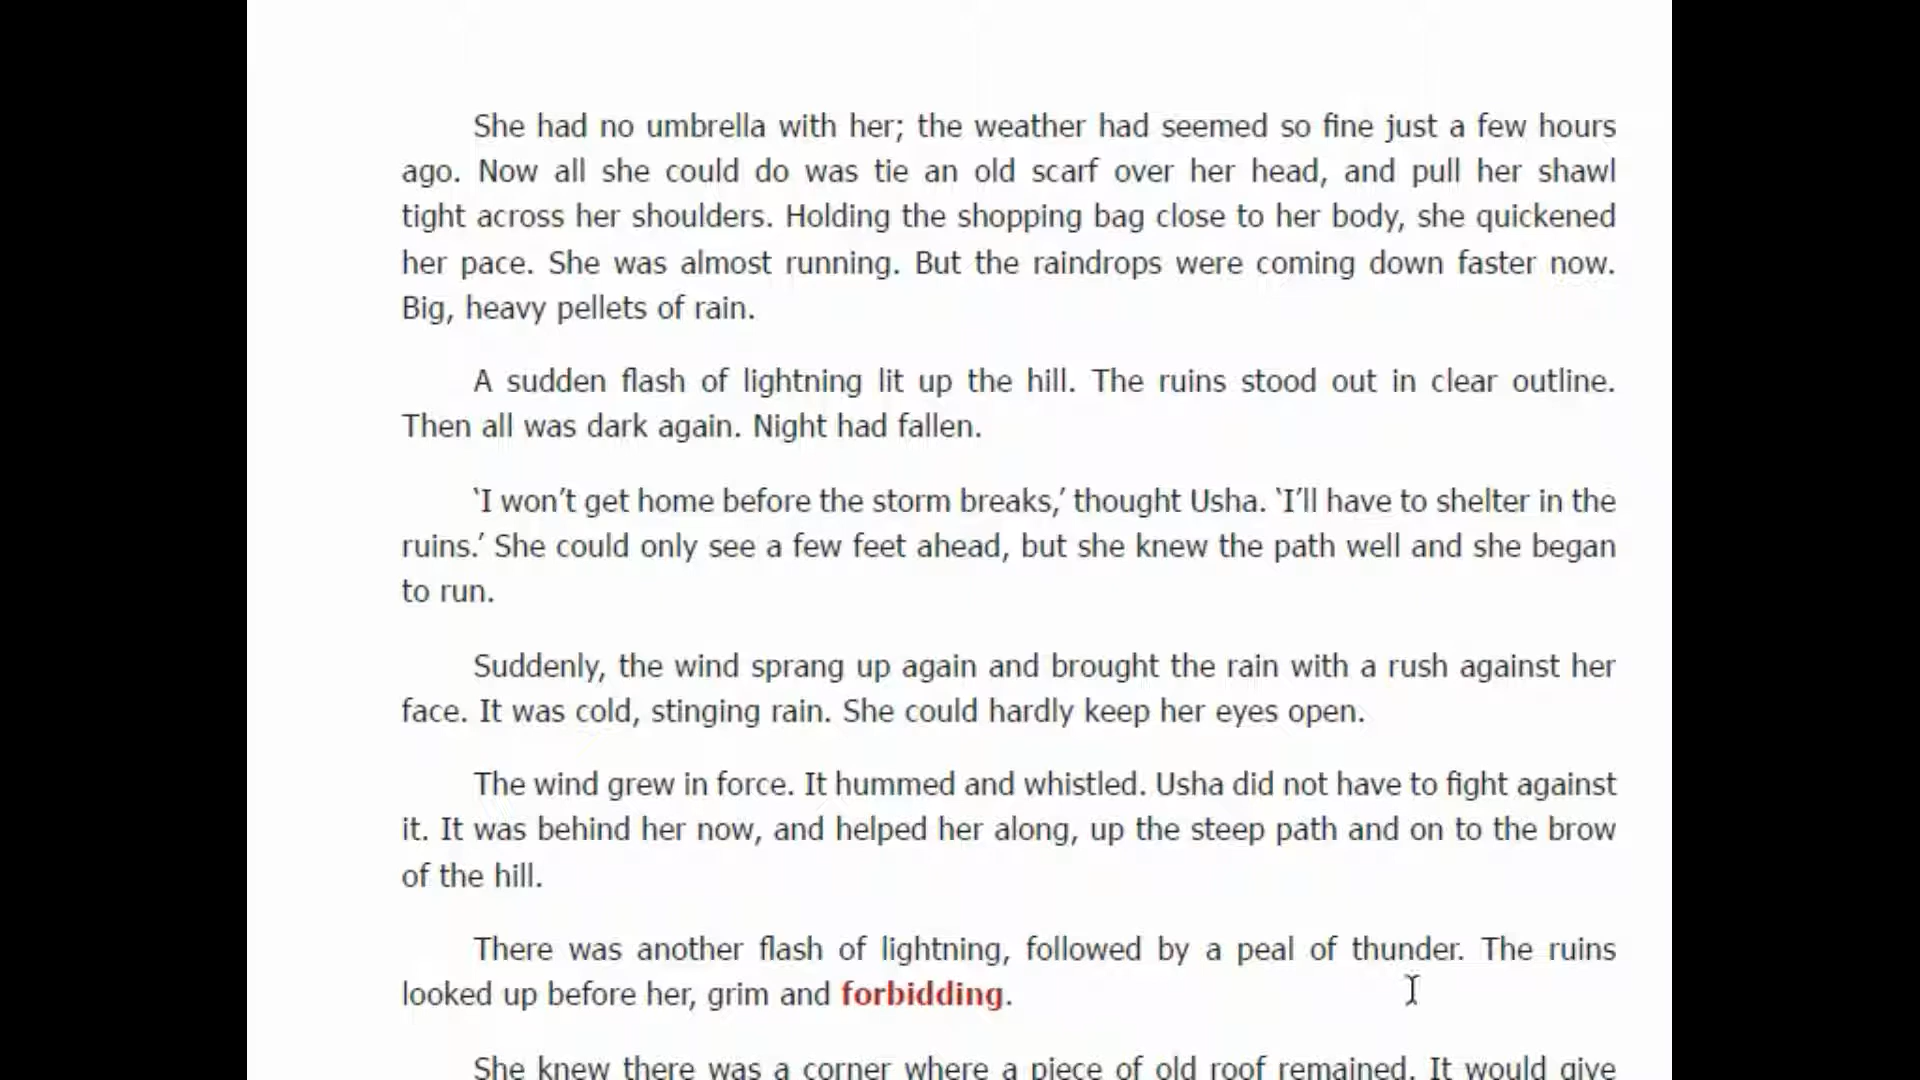 She had no umbrella with her; the weather had seemed so fine just a few hours
ago. Now all she could do was tie an old scarf over her head, and pull her shawl
tight across her shoulders. Holding the shopping bag close to her body, she quickened
her pace. She was almost running. But the raindrops were coming down faster now.
Big, heavy pellets of rain.
A sudden flash of lightning lit up the hill. The ruins stood out in clear outline.
Then all was dark again. Night had fallen.
‘I won’t get home before the storm breaks,’ thought Usha. ‘I’ll have to shelter in the
ruins.’ She could only see a few feet ahead, but she knew the path well and she began
to run.
Suddenly, the wind sprang up again and brought the rain with a rush against her
face. It was cold, stinging rain. She could hardly keep her eyes open.
The wind grew in force. It hummed and whistled. Usha did not have to fight against
it. It was behind her now, and helped her along, up the steep path and on to the brow
of the hill.
There was another flash of lightning, followed by a peal of thunder. The ruins
looked up before her, grim and forbidding.
She knew there was a corner where a piece of old roof remained. It would give